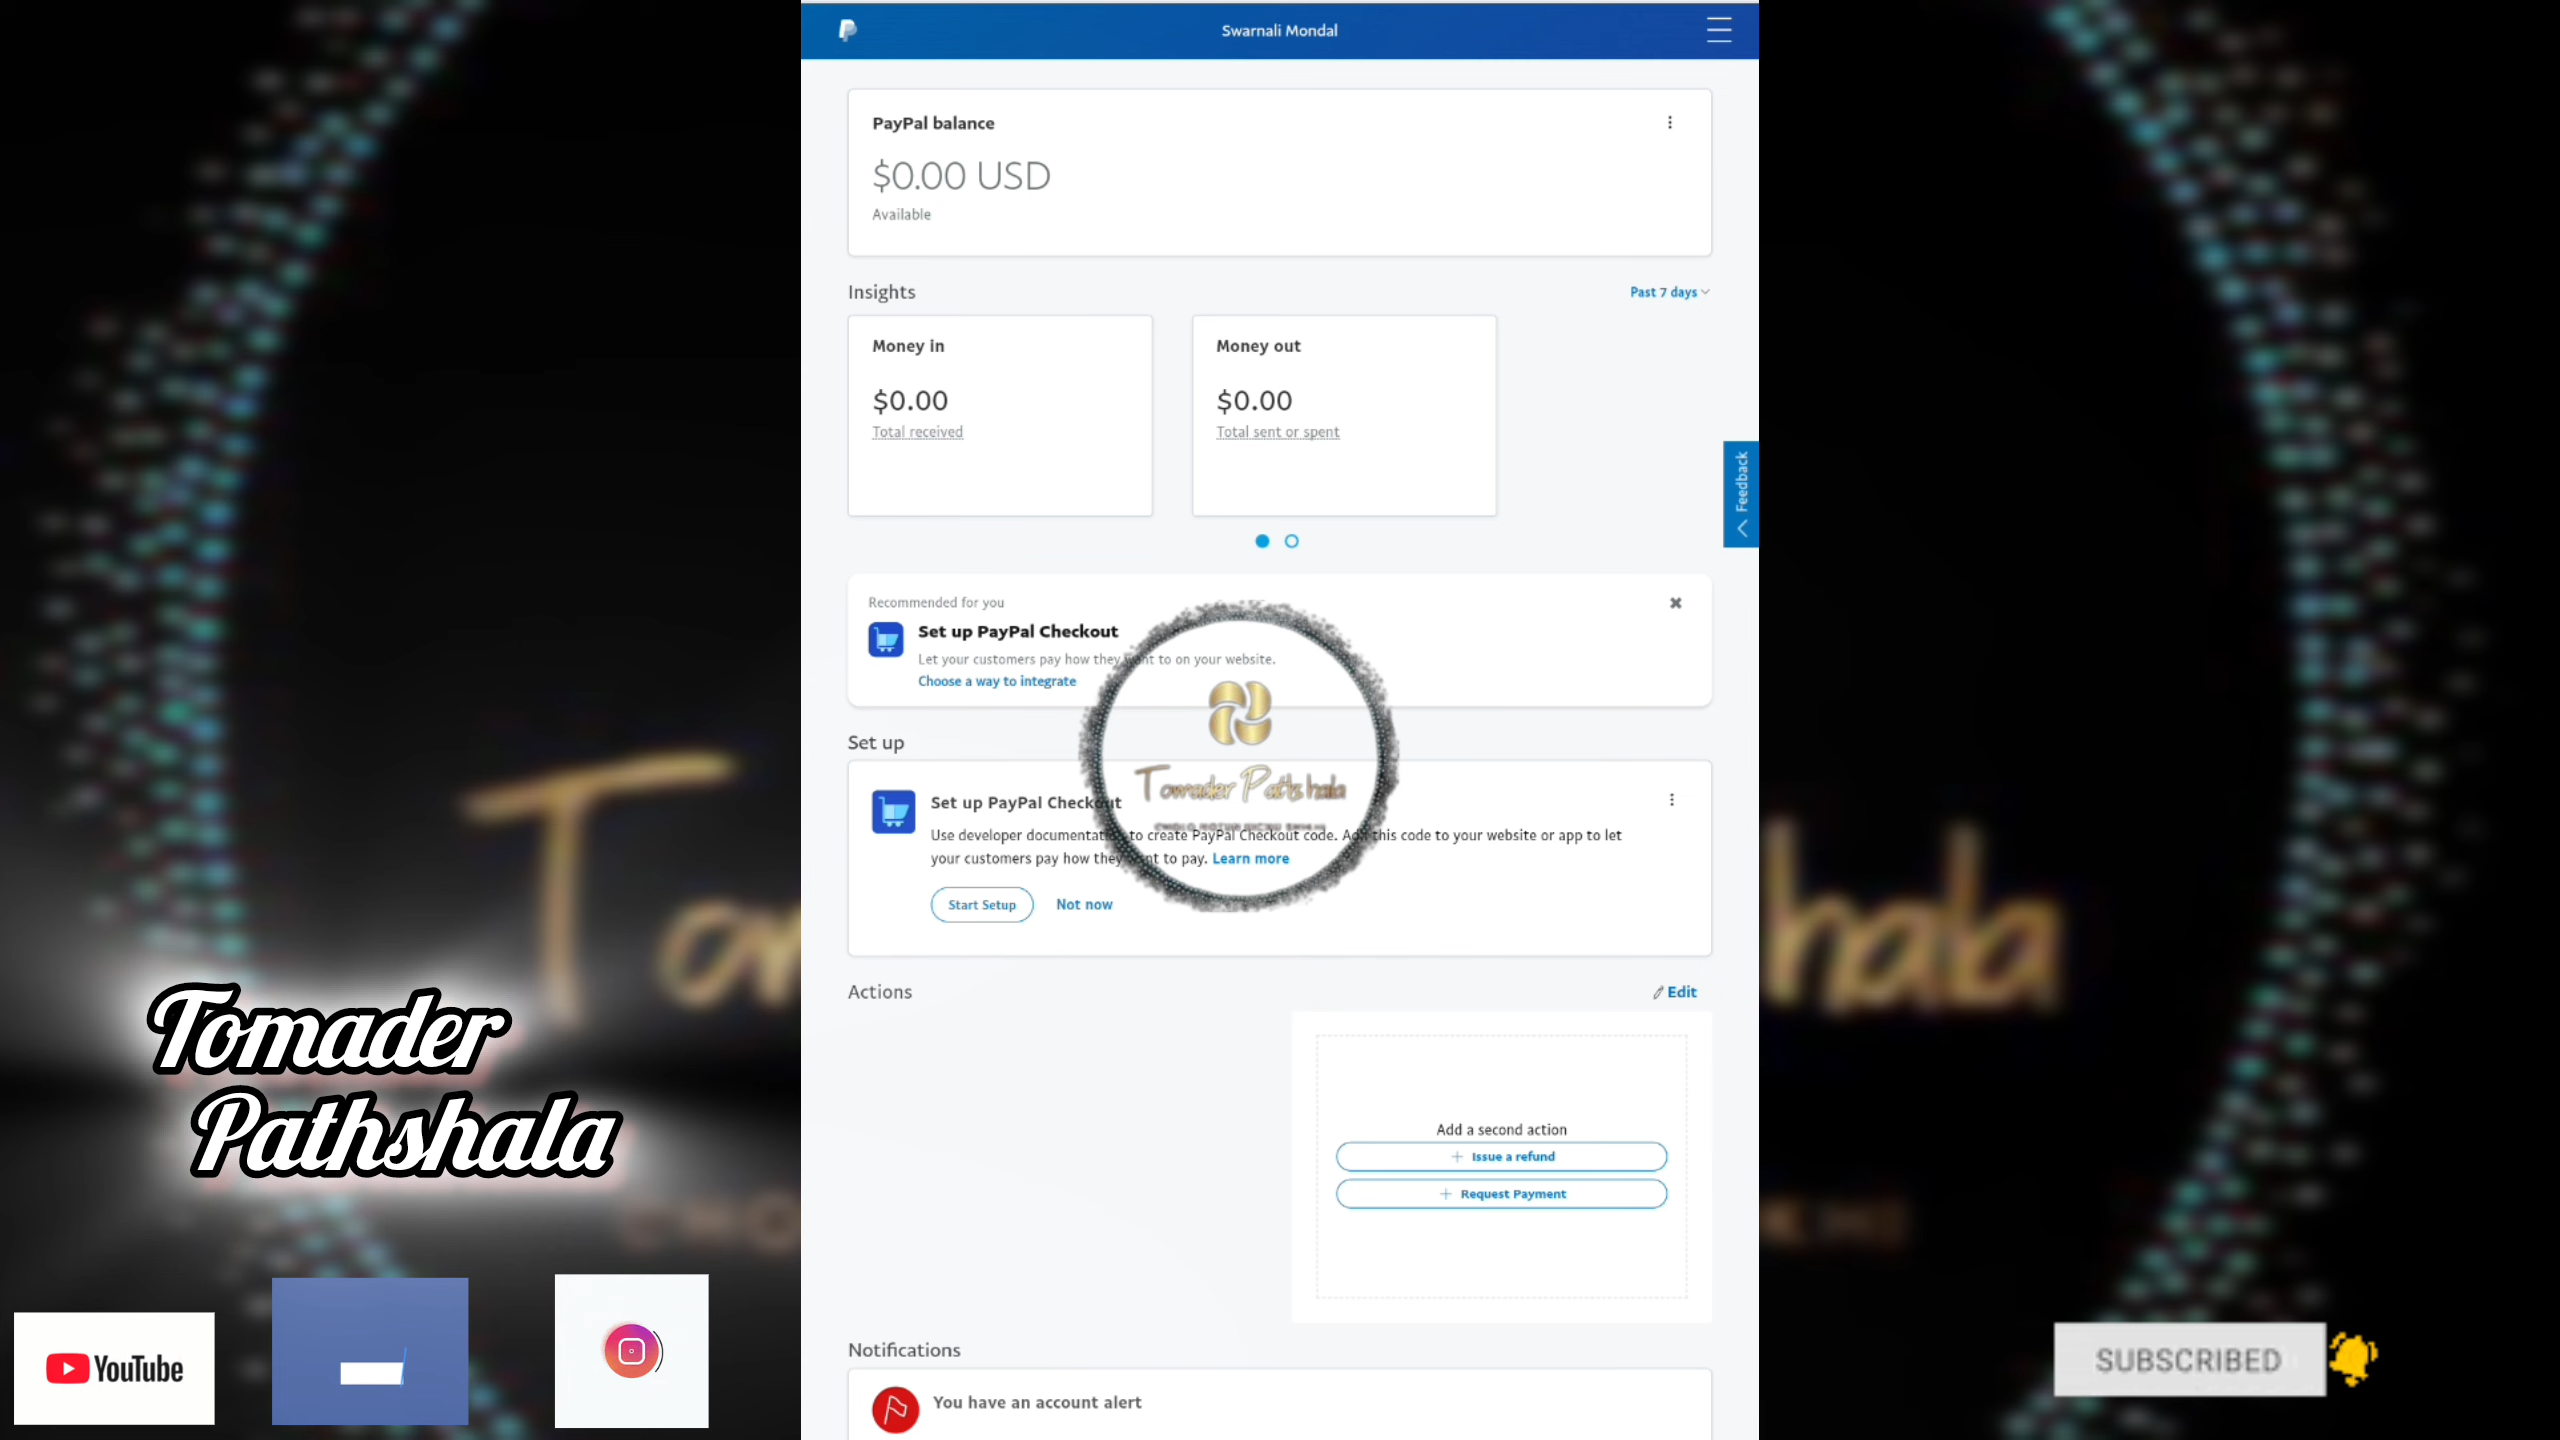 Swarnali Mondal
PayPal balance
$0.00 USD
Available
Insights
Past 7 days
Money in
$0.00
Total received
Money out
$0.00
Total sent or spent
Feedback
Recommended for you
Set up PayPal Checkout
Let your customers pay how they want to on your website.
Choose a way to integrate
Set up
Tomader Pathshala
Set up PayPal Checkout
Use developer documentation to create PayPal Checkout code. Add this code to your website or app to let
your customers pay how they want to pay. Learn more
Start Setup
Not now
Actions
Edit
Add a second action
+ Issue a refund
+ Request Payment
Notifications
You have an account alert
Tomader
Pathshala
YouTube
SUBSCRIBED